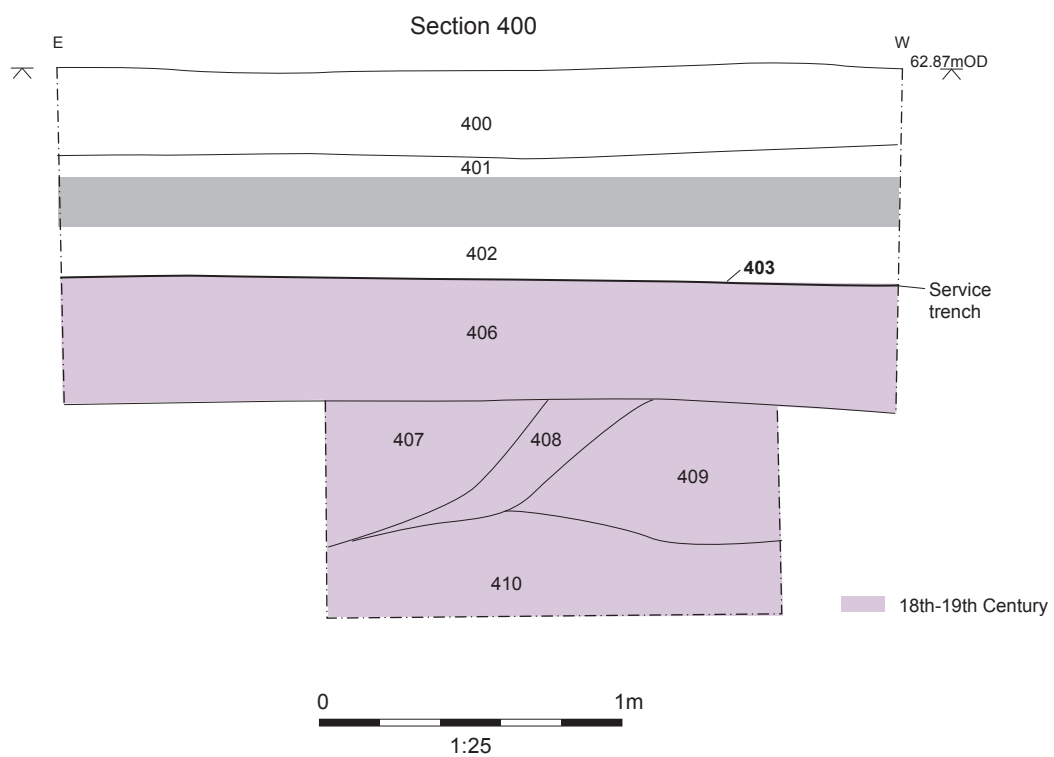 Section 400
E
W
62.87mOD
400
401
402
403
Service
trench
406
407
408
409
410
18th-19th Century
0 1m
1:25